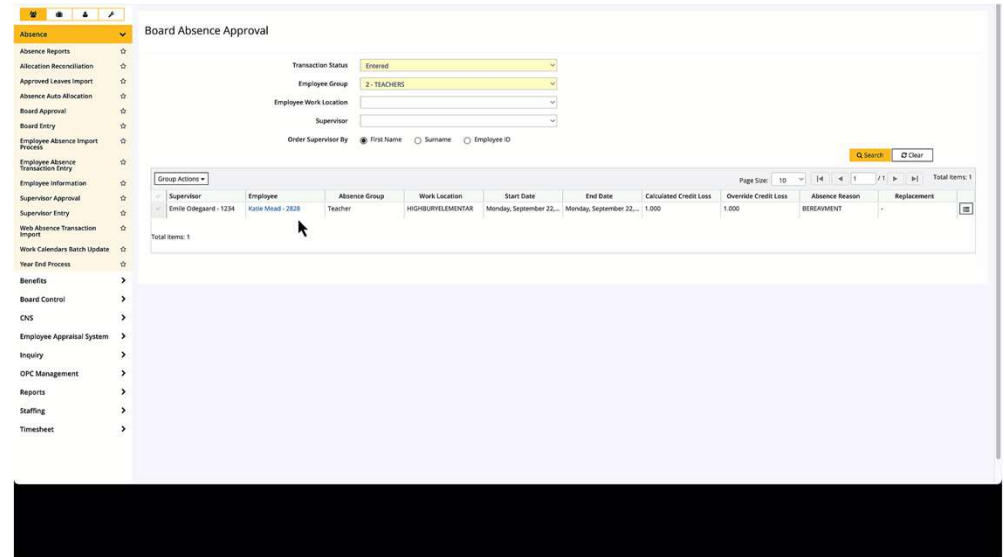 Absence
Absence Reports
Allocation Reconciliation
Approved Leaves Import
Absence Auto Allocation
Board Approval
Board Entry
Employee Absence Import
Process
Employee Absence
Transaction Entry
Employee Information
Supervisor Approval
Supervisor Entry
Web Absence Transaction
Import
Work Calendars Batch Update
Year End Process
Benefits
Board Control
CNS
Employee Appraisal System
Inquiry
OPC Management
Reports
Staffing
Timesheet
Board Absence Approval
Transaction Status Entered
Employee Group 2 - TEACHERS
Employee Work Location
Supervisor
Order Supervisor By First Name Surname Employee ID
Search Clear
Group Actions Page Size: 10 1 / 1 Total items: 1
Supervisor Employee Absence Group Work Location Start Date End Date Calculated Credit Loss Override Credit Loss Absence Reason Replacement
Emile Odegaard - 1234 Katie Mead - 2828 Teacher HIGHBURYELEMENTAR Monday, September 22,... Monday, September 22,... 1.000 1.000 BEREAVMENT -
Total items: 1